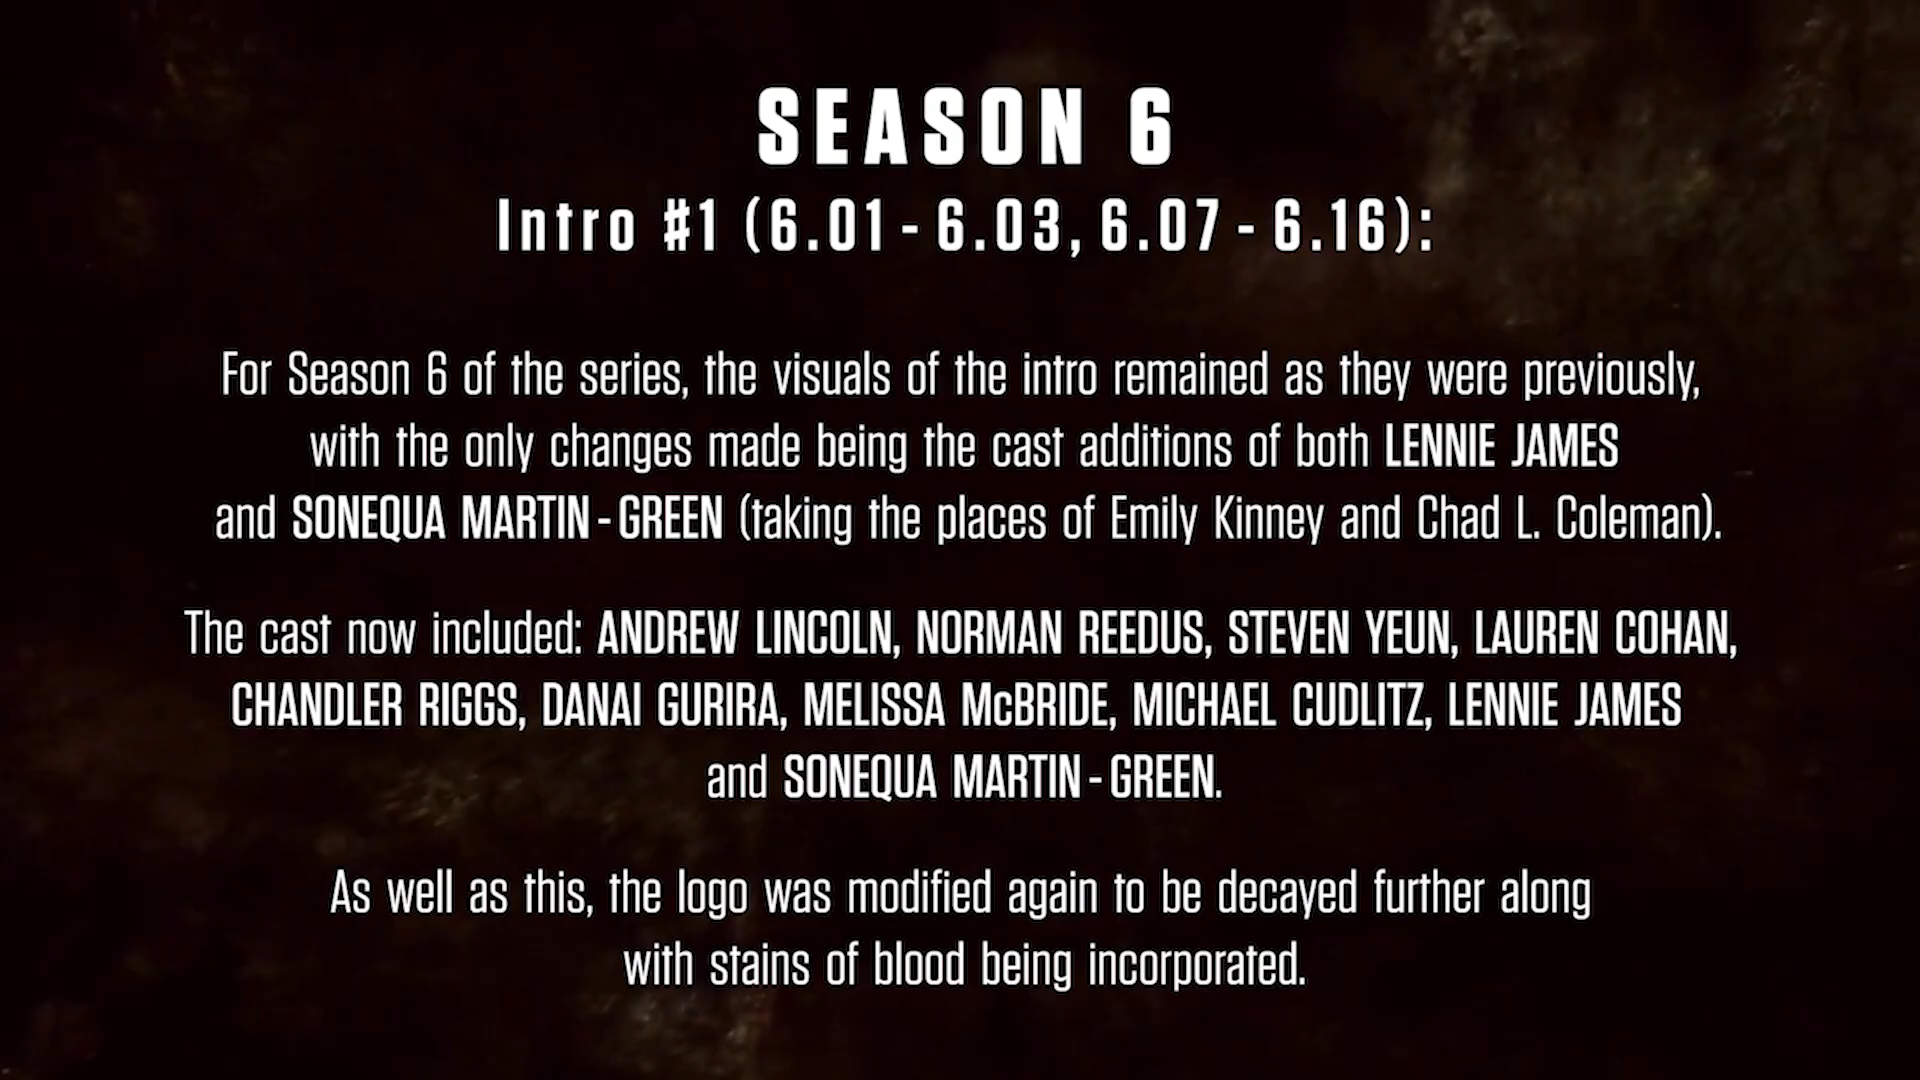 SEASON 6
Intro #1 (6.01 - 6.03, 6.07 - 6.16):
For Season 6 of the series, the visuals of the intro remained as they were previously,
with the only changes made being the cast additions of both LENNIE JAMES
and SONEQUA MARTIN-GREEN (taking the places of Emily Kinney and Chad L. Coleman).
The cast now included: ANDREW LINCOLN, NORMAN REEDUS, STEVEN YEUN, LAUREN COHAN,
CHANDLER RIGGS, DANAI GURIRA, MELISSA McBRIDE, MICHAEL CUDLITZ, LENNIE JAMES
and SONEQUA MARTIN-GREEN.
As well as this, the logo was modified again to be decayed further along
with stains of blood being incorporated.